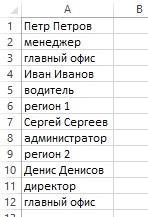 A B
1 Петр Петров
2 менеджер
3 главный офис
4 Иван Иванов
5 водитель
6 регион 1
7 Сергей Сергеев
8 администратор
9 регион 2
10 Денис Денисов
11 директор
12 главный офис